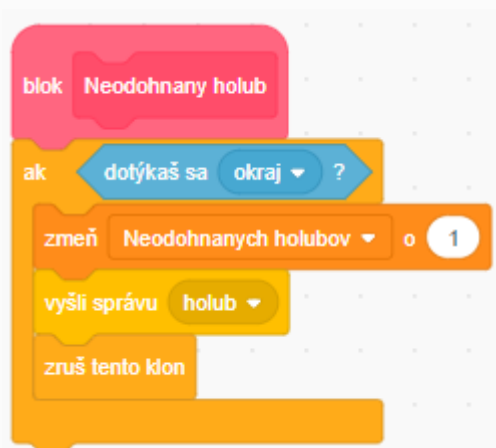 blok Neodohnany holub
ak dotýkaš sa okraj ?
zmeň Neodohnanych holubov o 1
vyšli správu holub
zruš tento klon